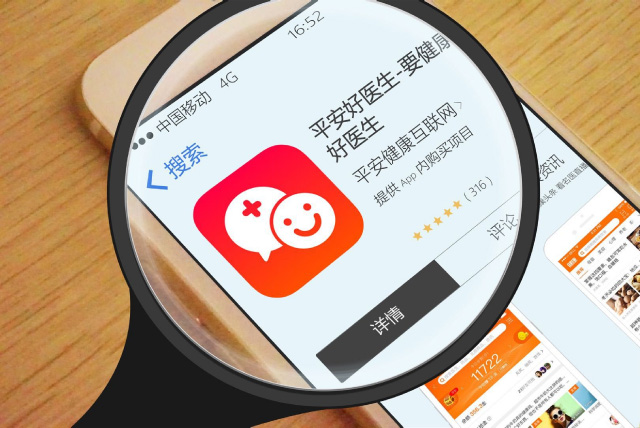 16:52
中国移动 4G
搜索
平安好医生-要健康
好医生
平安健康互联网
提供 App 内购买项目
(316)
详情
评论
资讯
11722